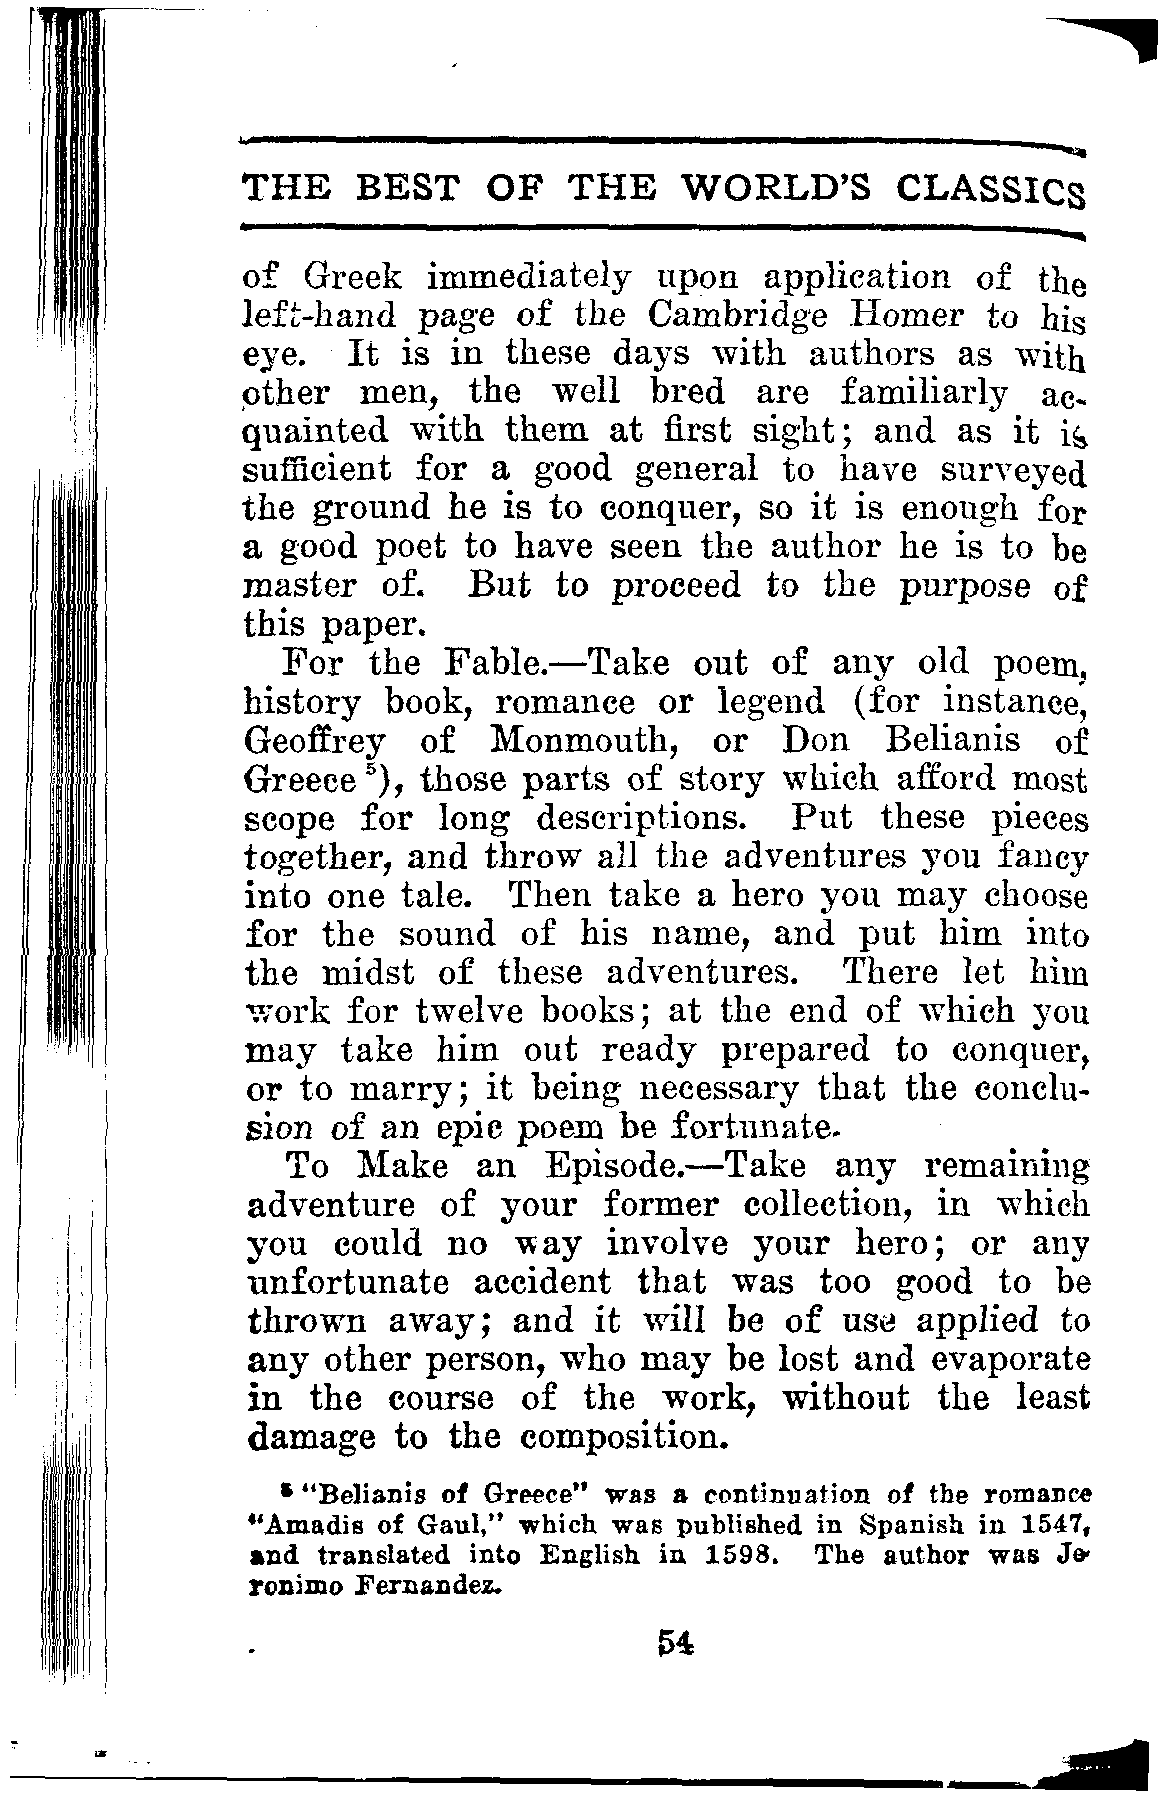 THE BEST OF THE WORLD'S CLASSICS
of Greek immediately upon application of the
left-hand page of the Cambridge Homer to his
eye. It is in these days with authors as with
other men, the well bred are familiarly ac-
quainted with them at first sight; and as it is
sufficient for a good general to have surveyed
the ground he is to conquer, so it is enough for
a good poet to have seen the author he is to be
master of. But to proceed to the purpose of
this paper.
For the Fable.—Take out of any old poem,
history book, romance or legend (for instance,
Geoffrey of Monmouth, or Don Belianis of
Greece ⁵), those parts of story which afford most
scope for long descriptions. Put these pieces
together, and throw all the adventures you fancy
into one tale. Then take a hero you may choose
for the sound of his name, and put him into
the midst of these adventures. There let him
work for twelve books; at the end of which you
may take him out ready prepared to conquer,
or to marry; it being necessary that the conclu-
sion of an epic poem be fortunate.
To Make an Episode.—Take any remaining
adventure of your former collection, in which
you could no way involve your hero; or any
unfortunate accident that was too good to be
thrown away; and it will be of use applied to
any other person, who may be lost and evaporate
in the course of the work, without the least
damage to the composition.
⁵ "Belianis of Greece" was a continuation of the romance
"Amadis of Gaul," which was published in Spanish in 1547,
and translated into English in 1598. The author was Je-
ronimo Fernandez.
54